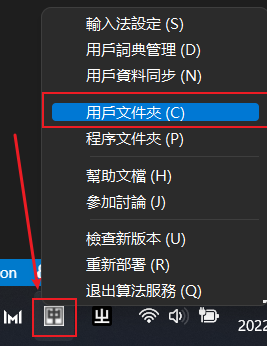 輸入法設定 (S)
用戶詞典管理 (D)
用戶資料同步 (N)
用戶文件夾 (C)
程序文件夾 (P)
幫助文檔 (H)
參加討論 (J)
檢查新版本 (U)
重新部署 (R)
退出算法服務 (Q)
on
中
2022